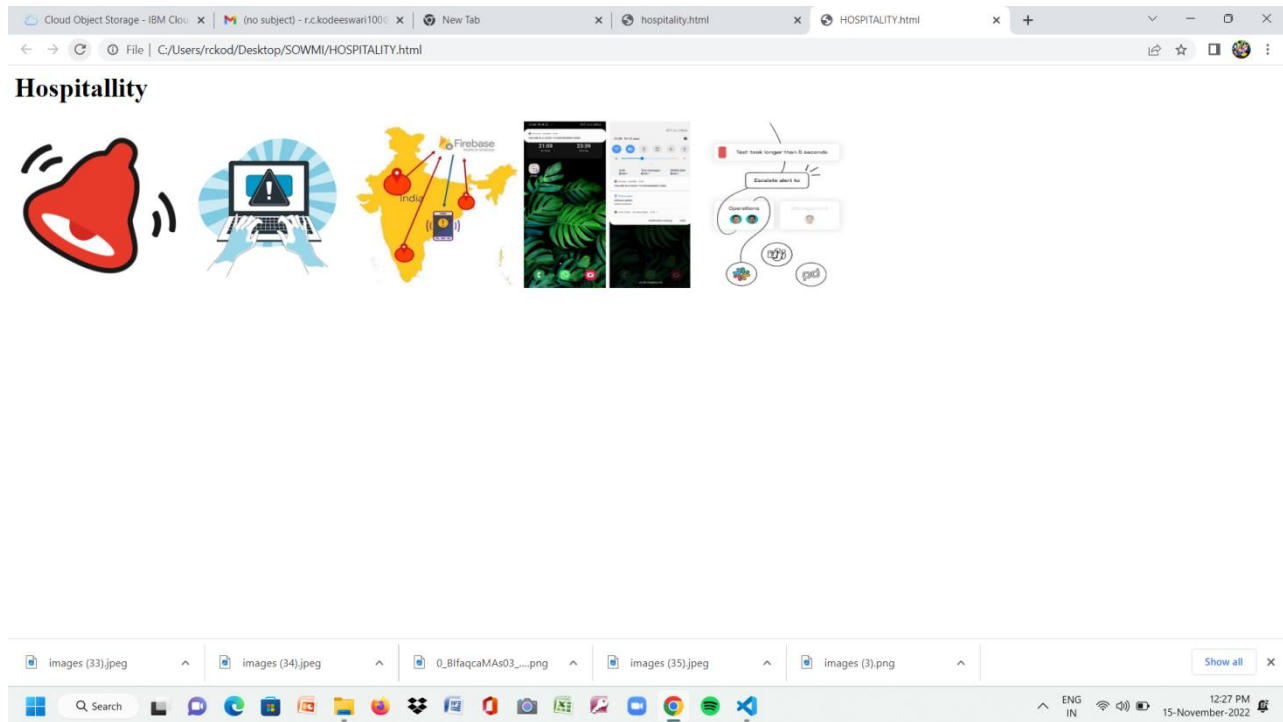 Cloud Object Storage - IBM Clou
(no subject) - r.c.kodeeswari100
New Tab
hospitality.html
HOSPITALITY.html
File | C:/Users/rckod/Desktop/SOWMI/HOSPITALITY.html
Hospitallity
Firebase
India
21:09 23:39
Test took longer than 5 seconds
Escalate alert to
Operations
Management
pd
images (33).jpeg
images (34).jpeg
0_BIfaqcaMAs03_....png
images (35).jpeg
images (3).png
Show all
Search
ENG
IN
12:27 PM
15-November-2022